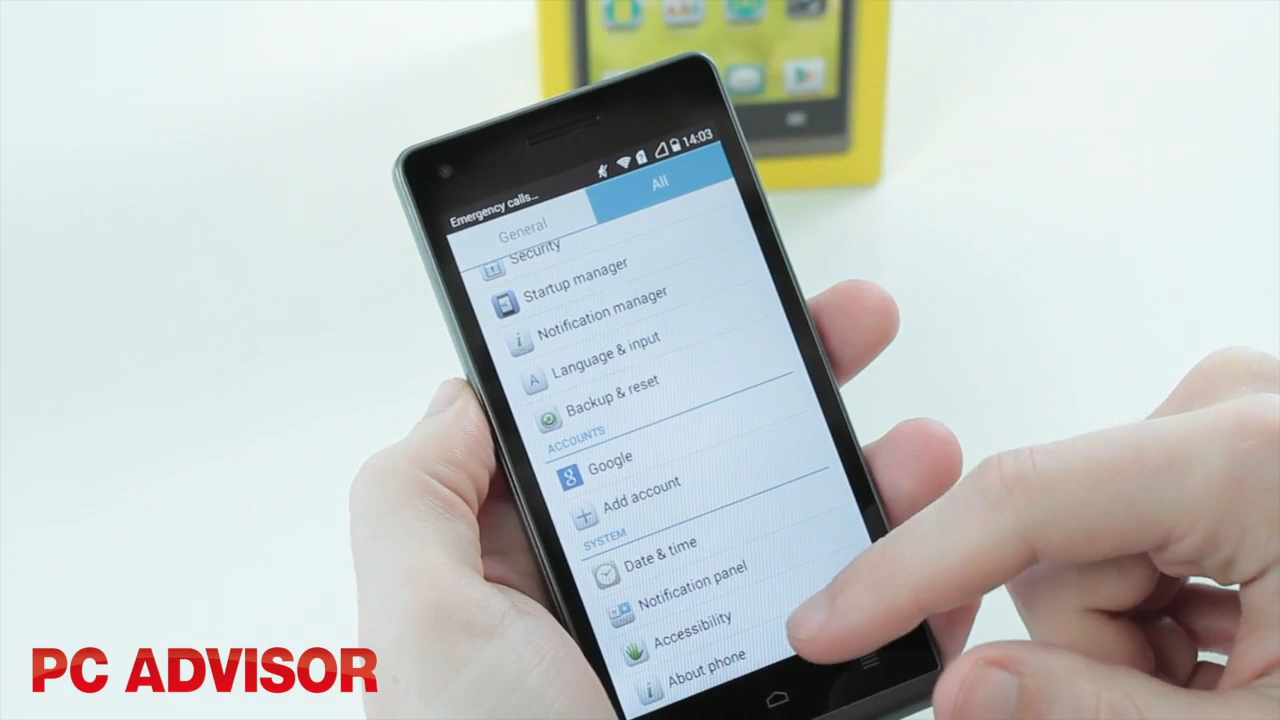 Emergency calls...
14:03
General
All
Security
Startup manager
Notification manager
Language & input
Backup & reset
ACCOUNTS
Google
Add account
SYSTEM
Date & time
Notification panel
Accessibility
About phone
PC ADVISOR